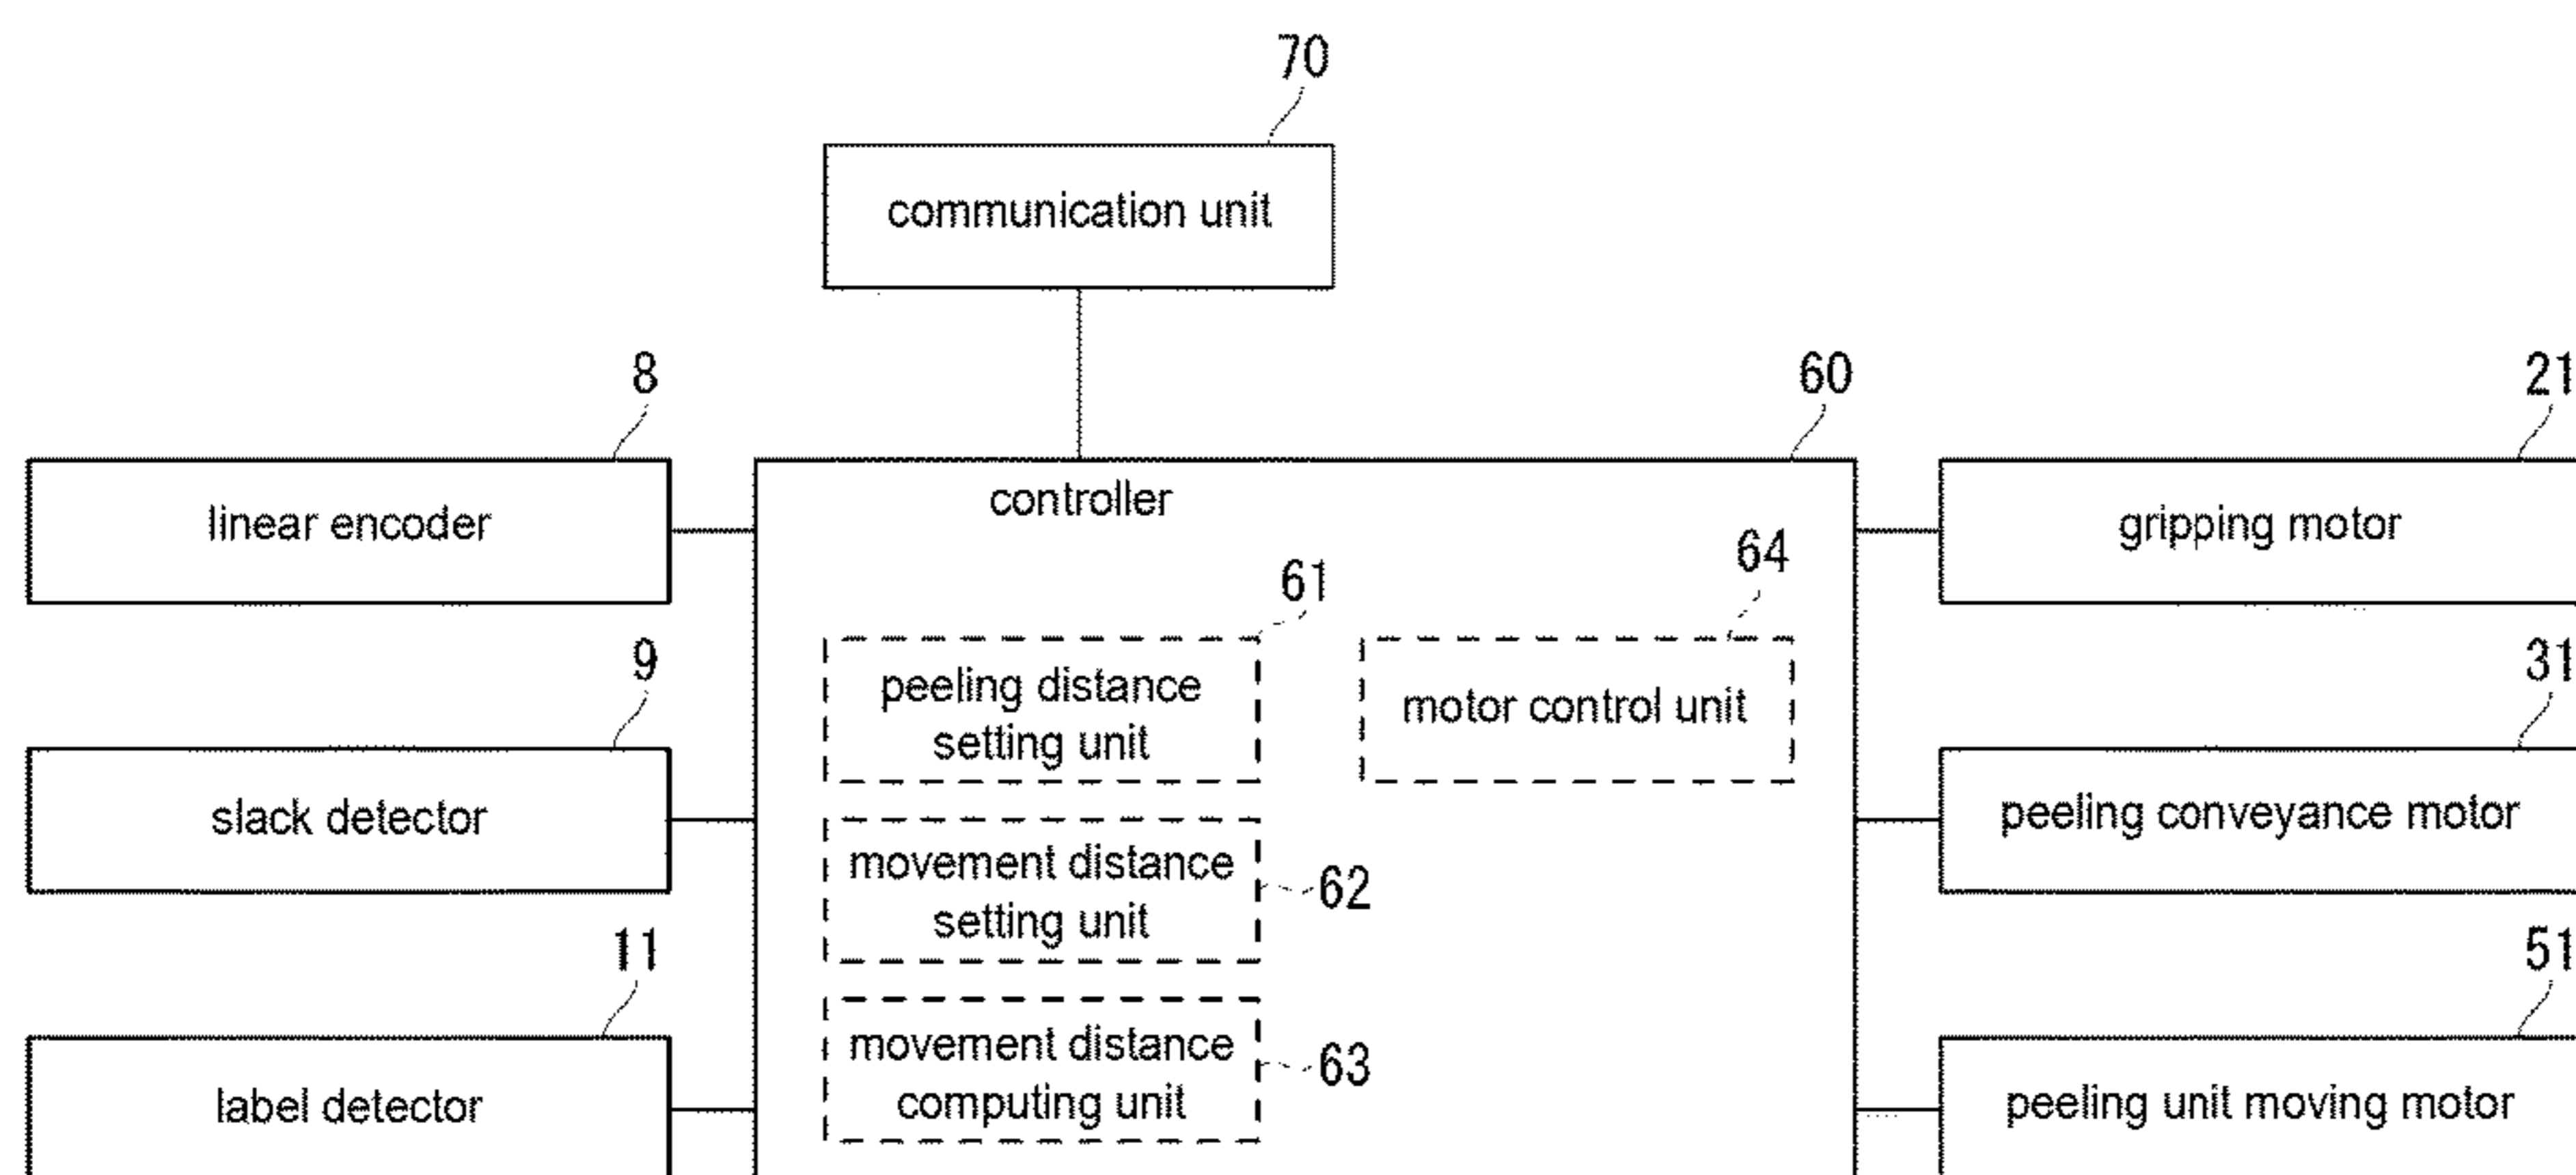 70
communication unit
8
60
21
linear encoder
controller
gripping motor
61
64
9
31
peeling distance
setting unit
motor control unit
slack detector
peeling conveyance motor
movement distance
setting unit
62
11
51
movement distance
computing unit
63
label detector
peeling unit moving motor